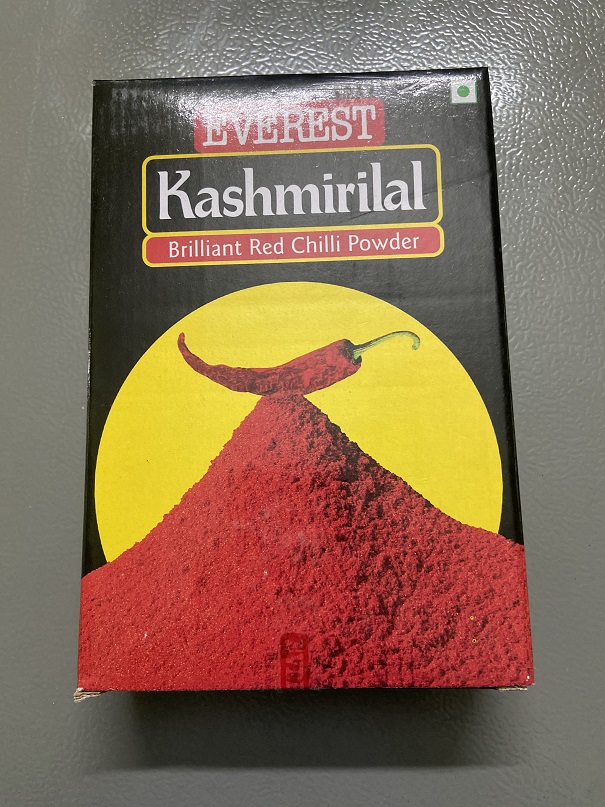 EVEREST
Kashmirilal
Brilliant Red Chilli Powder